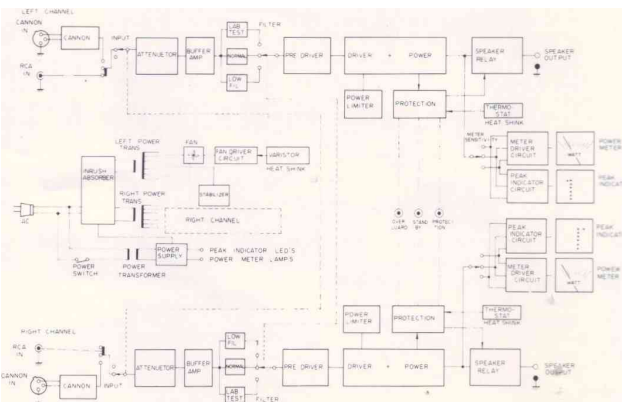 LEFT CHANNEL
CANNON IN
CANNON
INPUT
RCA IN
ATTENUETOR
BUFFER AMP
LAB TEST
NORMAL
LOW FIL
FILTER
PRE DRIVER
DRIVER + POWER
SPEAKER RELAY
SPEAKER OUTPUT
POWER LIMITER
PROTECTION
THERMO-STAT
HEAT SHINK
METER SENSITIVITY
METER DRIVER CIRCUIT
WATT
POWER METER
PEAK INDICATOR CIRCUIT
PEAK INDICAT
LEFT POWER TRANS
FAN
FAN DRIVER CIRCUIT
VARISTOR
HEAT SHINK
INRUSH ABSORBER
STABILIZER
RIGHT POWER TRANS
RIGHT CHANNEL
AC
OVER GUARD
STAND BY
PROTECTION
POWER SWITCH
POWER TRANSFORMER
POWER SUPPLY
PEAK INDICATOR LED'S
POWER METER LAMP'S
PEAK INDICATOR CIRCUIT
PEAK INDICAT
METER DRIVER CIRCUIT
WATT
POWER METER
POWER LIMITER
PROTECTION
THERMO-STAT
HEAT SHINK
RIGHT CHANNEL
RCA IN
CANNON IN
CANNON
INPUT
ATTENUETOR
BUFFER AMP
LOW FIL
NORMAL
LAB TEST
FILTER
PRE DRIVER
DRIVER + POWER
SPEAKER RELAY
SPEAKER OUTPUT